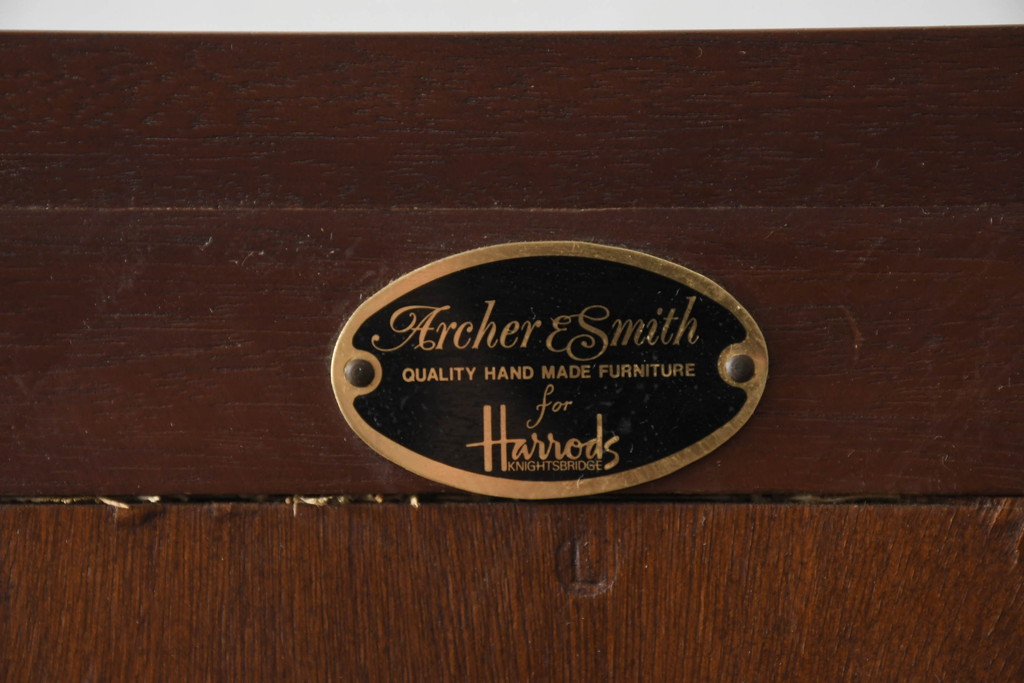 Archer & Smith
QUALITY HAND MADE FURNITURE
for
Harrods
KNIGHTSBRIDGE
L